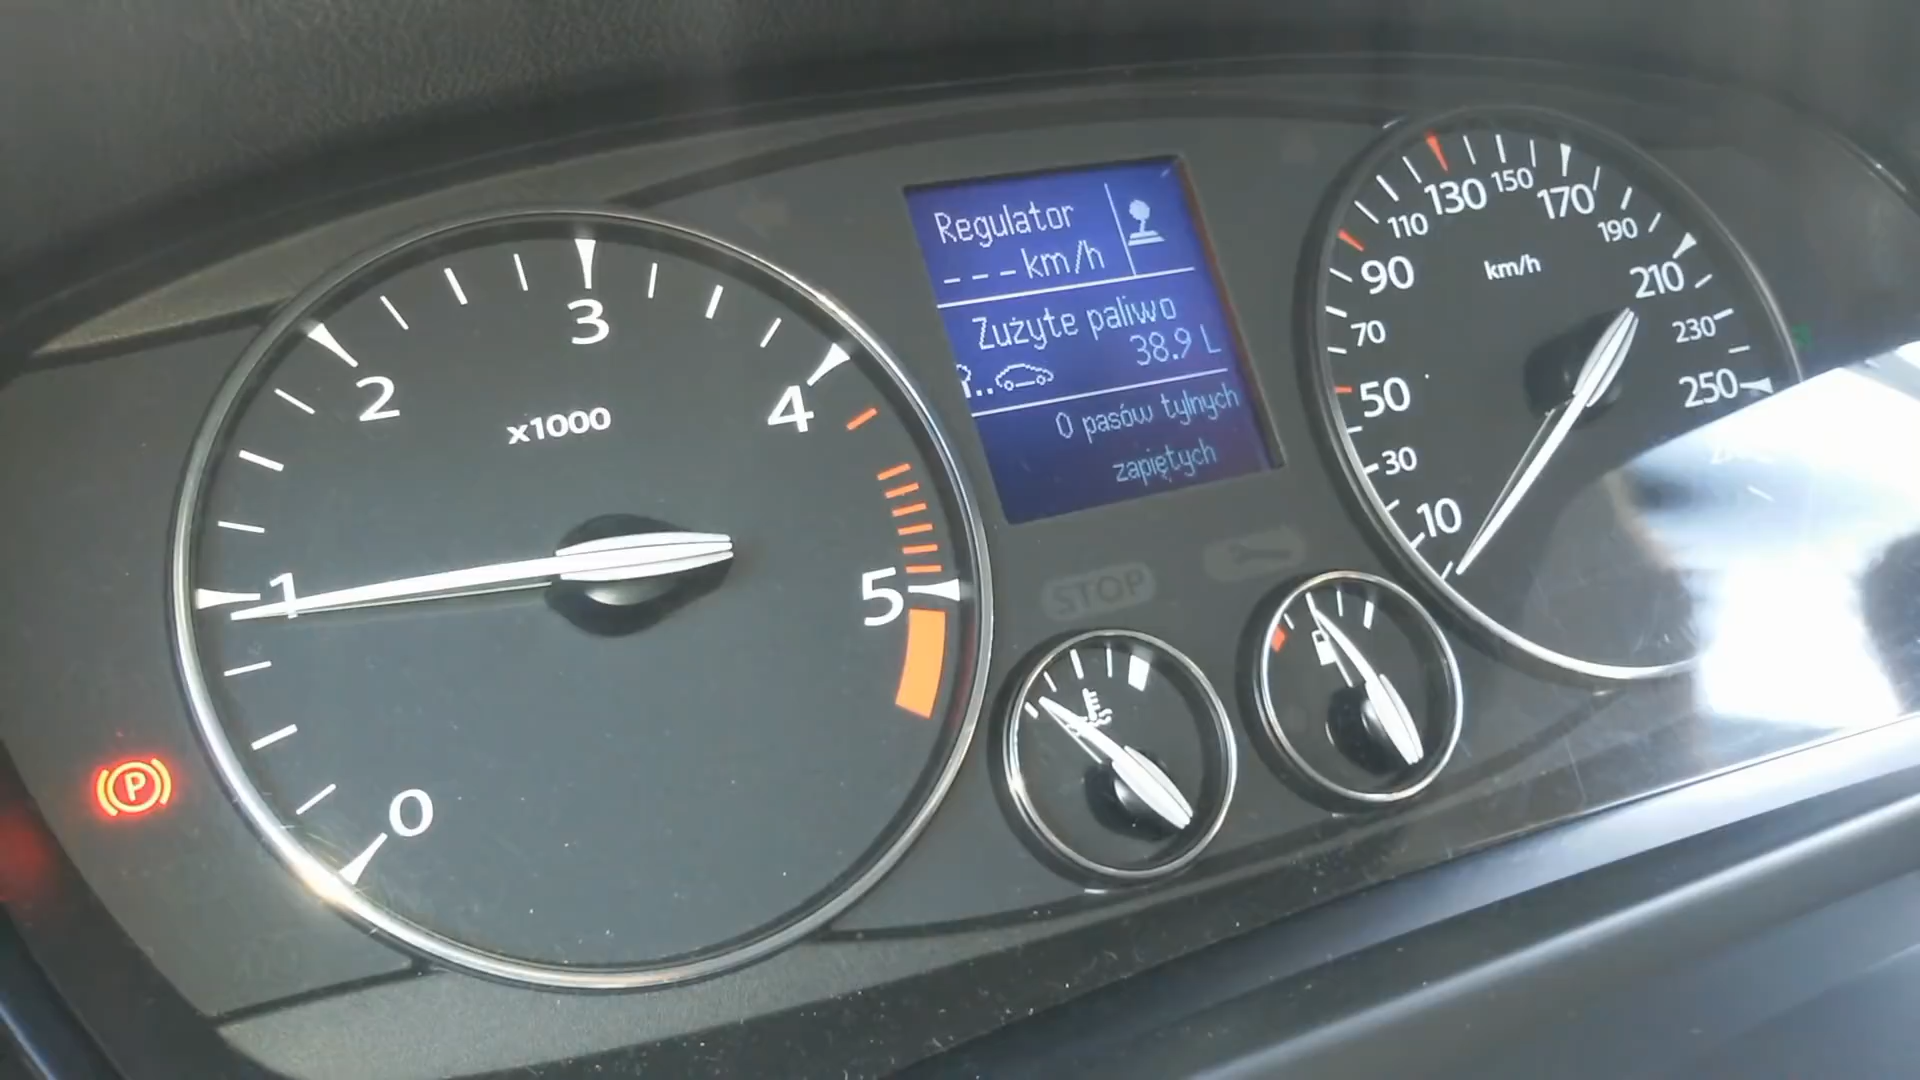 0
1
2
3
4
5
x1000
Regulator
---km/h
Zużyte paliwo
38.9 L
0 pasów tylnych
zapiętych
STOP
10
30
50
70
90
110
130
150
170
190
210
230
250
km/h
P